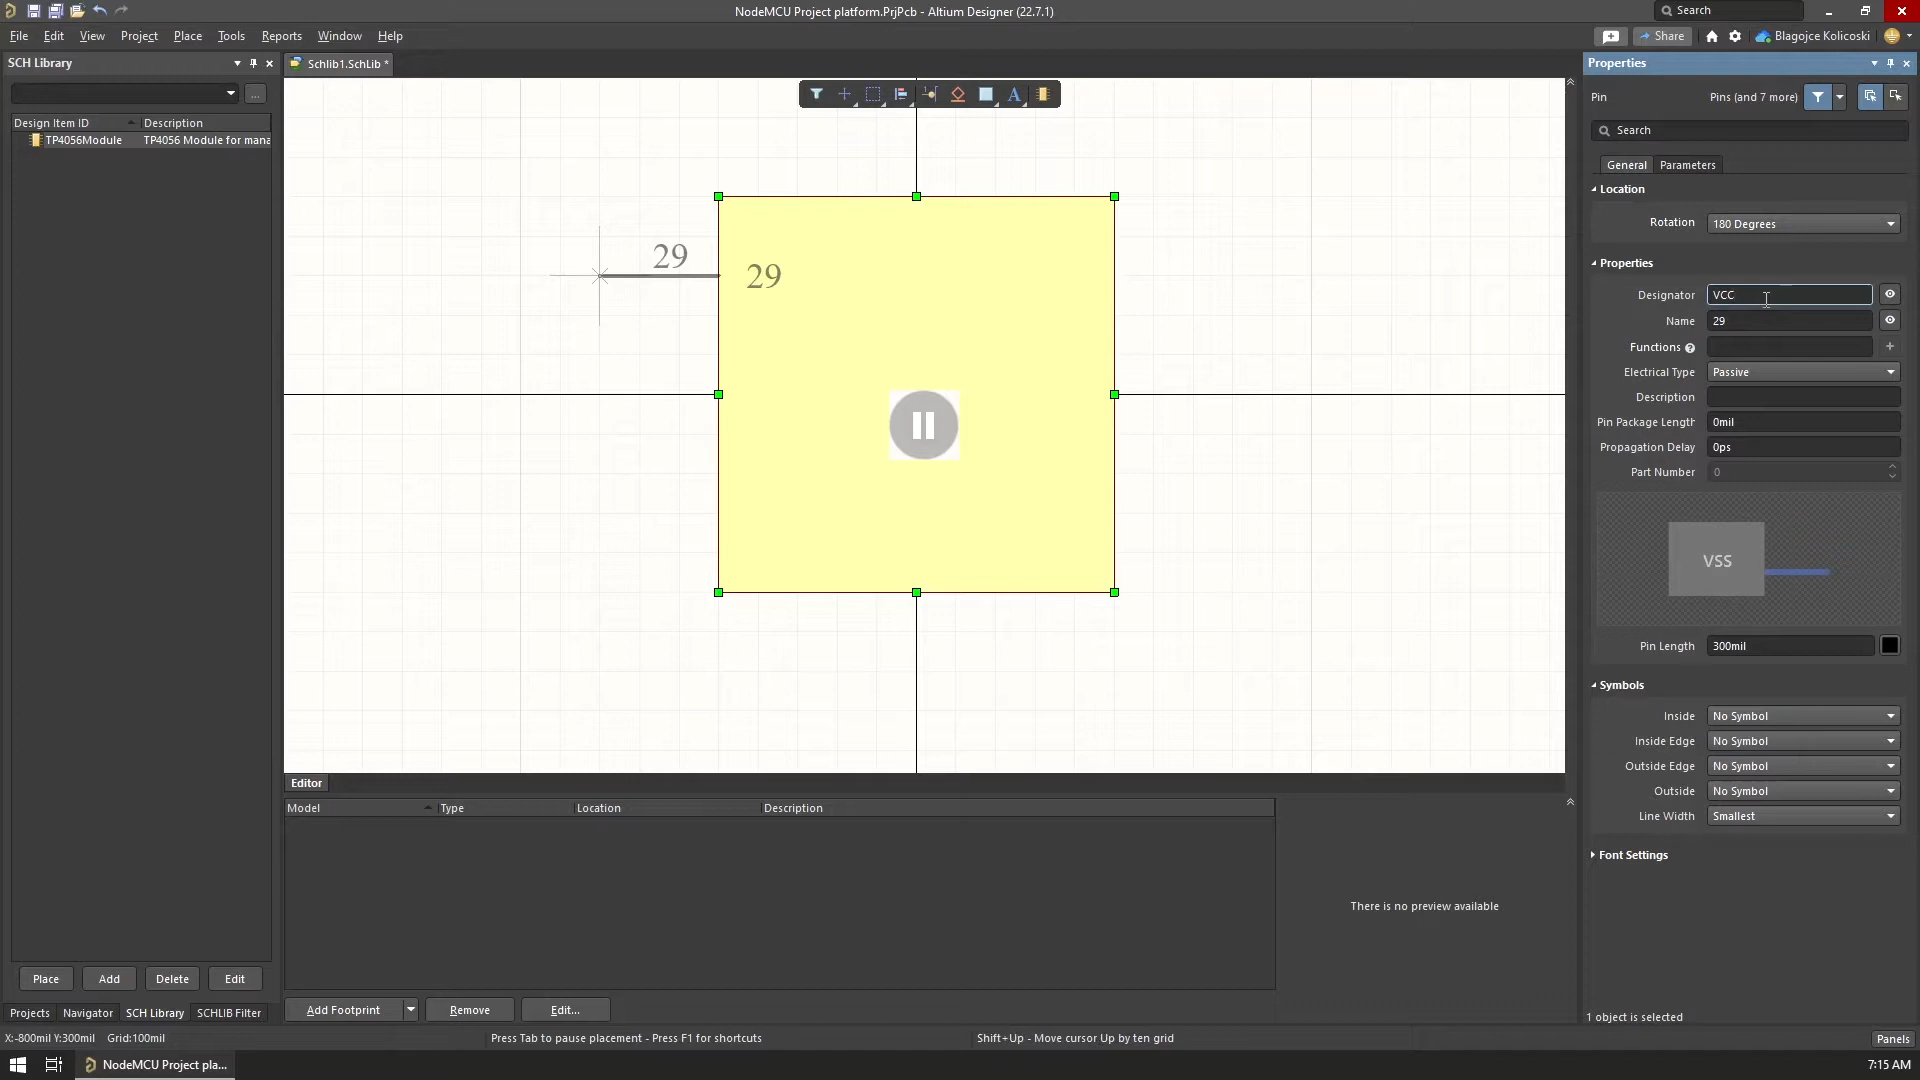 NodeMCU Project platform.PrjPcb - Altium Designer (22.7.1)
Search
File Edit View Project Place Tools Reports Window Help
Share
Blagojce Kolicoski
SCH Library
...
Design Item ID Description
TP4056Module TP4056 Module for mana
Place Add Delete Edit
Projects Navigator SCH Library SCHLIB Filter
Schlib1.SchLib *
A
29
29
Editor
Model Type Location Description
There is no preview available
Add Footprint Remove Edit...
Properties
Pin Pins (and 7 more)
Search
General Parameters
Location
Rotation 180 Degrees
Properties
Designator VCC
Name 29
Functions ?
Electrical Type Passive
Description
Pin Package Length 0mil
Propagation Delay 0ps
Part Number 0
VSS
Pin Length 300mil
Symbols
Inside No Symbol
Inside Edge No Symbol
Outside Edge No Symbol
Outside No Symbol
Line Width Smallest
Font Settings
1 object is selected
X:-800mil Y:300mil Grid:100mil Press Tab to pause placement - Press F1 for shortcuts Shift+Up - Move cursor Up by ten grid
Panels
NodeMCU Project pla...
7:15 AM